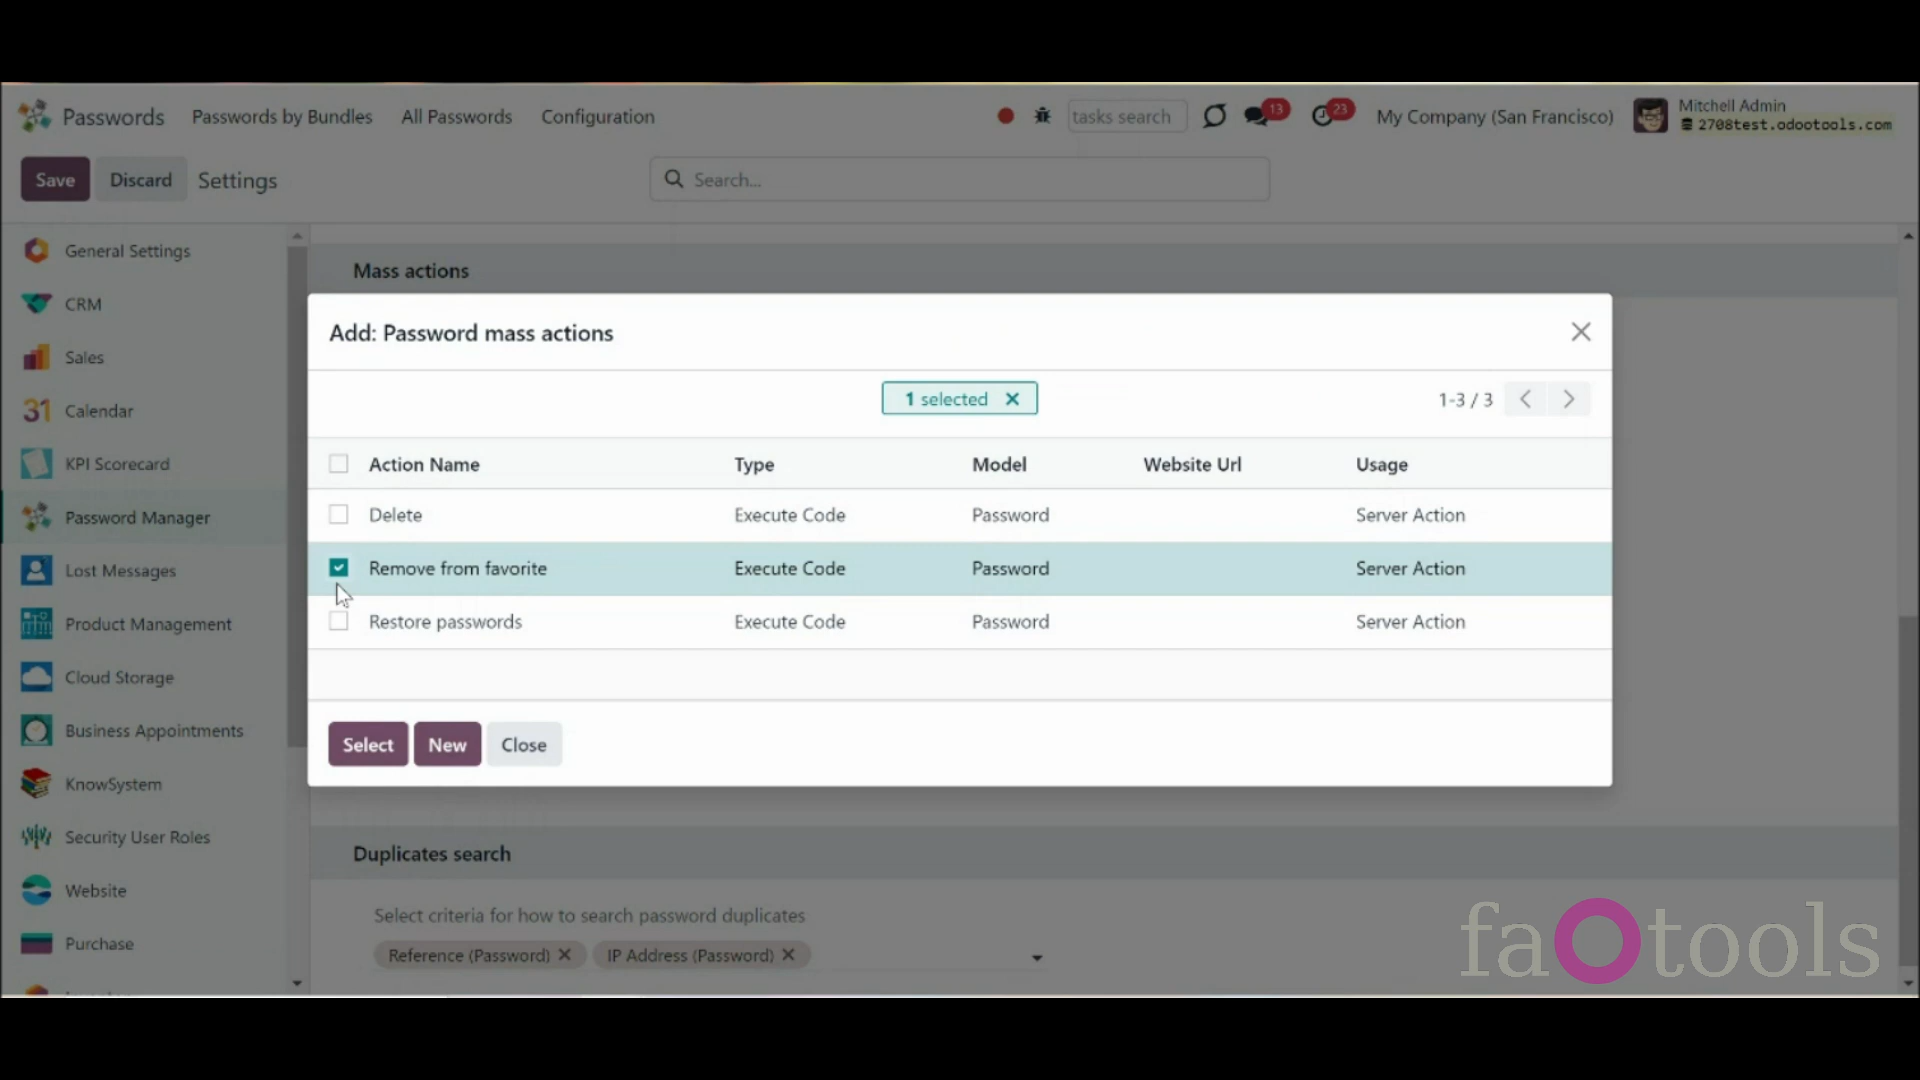 Passwords Passwords by Bundles All Passwords Configuration tasks search 13 23 My Company (San Francisco) Mitchell Admin
2708test.odootools.com
Save Discard Settings Search...
General Settings
CRM
Sales
31 Calendar
KPI Scorecard
Password Manager
Lost Messages
Product Management
Cloud Storage
Business Appointments
KnowSystem
Security User Roles
Website
Purchase
Mass actions
Add: Password mass actions
1 selected 1-3 / 3
Action Name Type Model Website Url Usage
Delete Execute Code Password Server Action
Remove from favorite Execute Code Password Server Action
Restore passwords Execute Code Password Server Action
Select New Close
Duplicates search
Select criteria for how to search password duplicates
Reference (Password) IP Address (Password)
faOtools